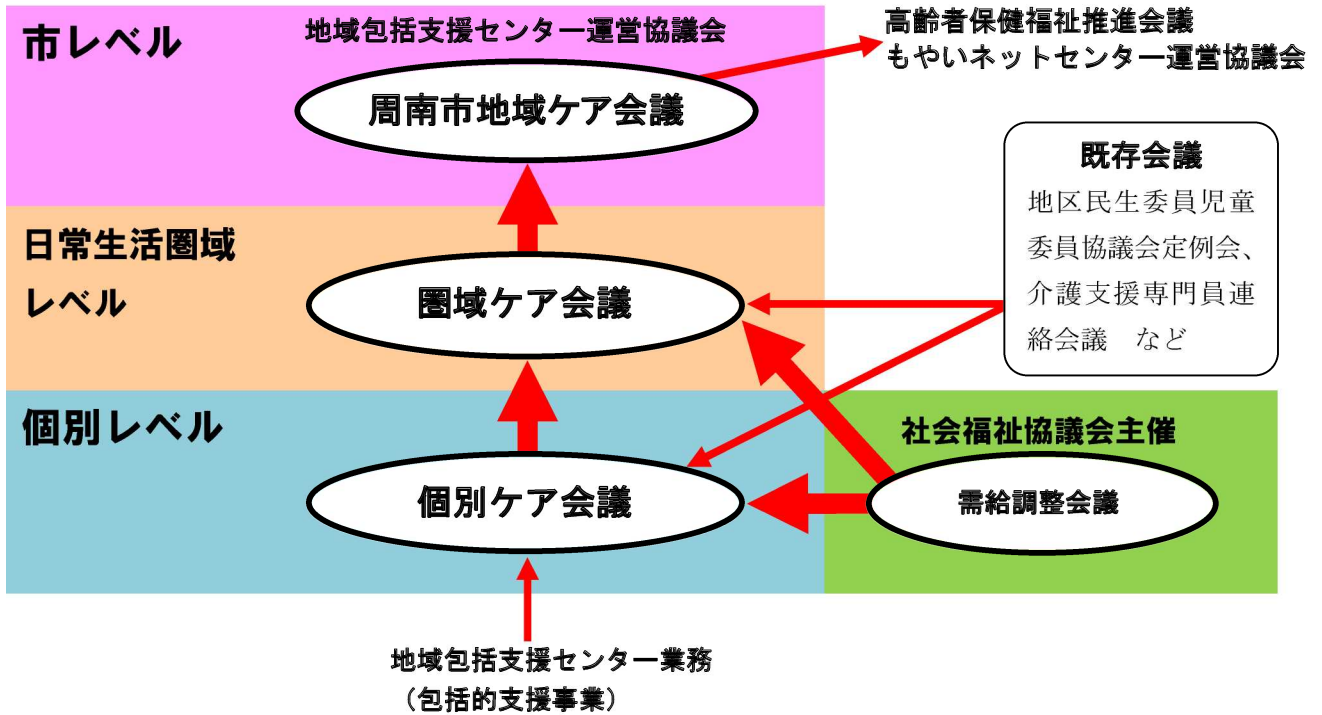 市レベル
地域包括支援センター運営協議会
周南市地域ケア会議
高齢者保健福祉推進会議
もやいネットセンター運営協議会
既存会議
地区民生委員児童
委員協議会定例会、
介護支援専門員連
絡会議　など
日常生活圏域
レベル
圏域ケア会議
個別レベル
個別ケア会議
社会福祉協議会主催
需給調整会議
地域包括支援センター業務
（包括的支援事業）